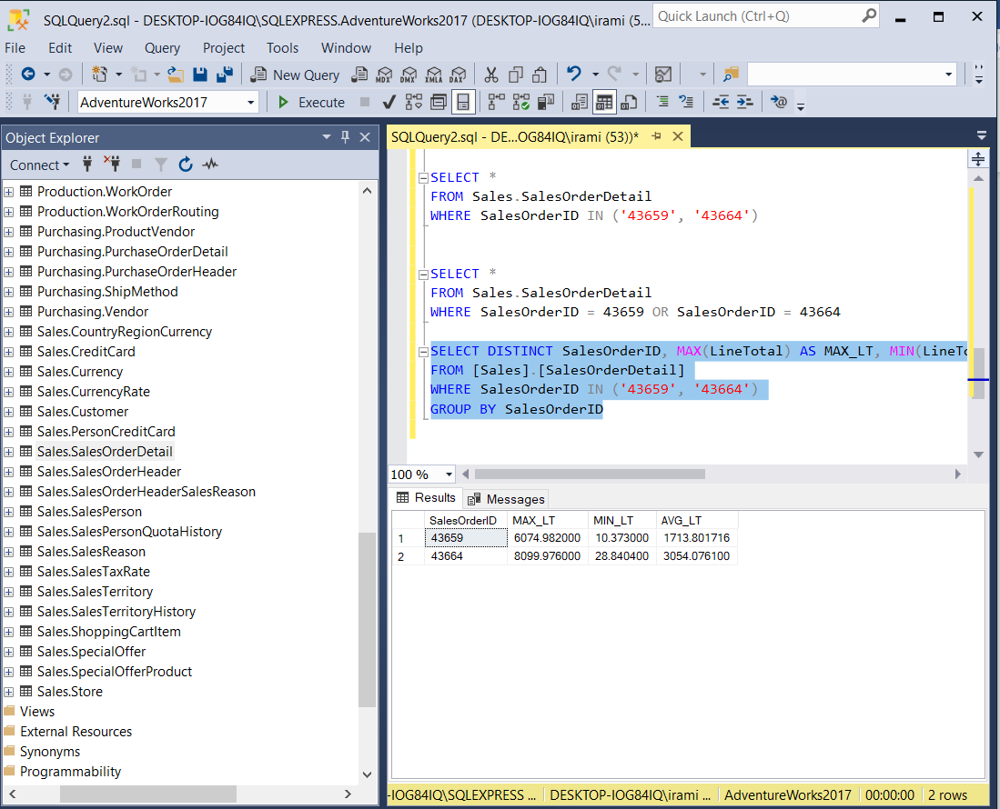 SQLQuery2.sql - DESKTOP-IOG84IQ\SQLEXPRESS.AdventureWorks2017 (DESKTOP-IOG84IQ\irami (5...
Quick Launch (Ctrl+Q)
File Edit View Query Project Tools Window Help
New Query MDX DMX XMLA DAX
AdventureWorks2017 Execute
Object Explorer
Connect
Production.WorkOrder
Production.WorkOrderRouting
Purchasing.ProductVendor
Purchasing.PurchaseOrderDetail
Purchasing.PurchaseOrderHeader
Purchasing.ShipMethod
Purchasing.Vendor
Sales.CountryRegionCurrency
Sales.CreditCard
Sales.Currency
Sales.CurrencyRate
Sales.Customer
Sales.PersonCreditCard
Sales.SalesOrderDetail
Sales.SalesOrderHeader
Sales.SalesOrderHeaderSalesReason
Sales.SalesPerson
Sales.SalesPersonQuotaHistory
Sales.SalesReason
Sales.SalesTaxRate
Sales.SalesTerritory
Sales.SalesTerritoryHistory
Sales.ShoppingCartItem
Sales.SpecialOffer
Sales.SpecialOfferProduct
Sales.Store
Views
External Resources
Synonyms
Programmability
SQLQuery2.sql - DE...OG84IQ\irami (53))*
SELECT *
FROM Sales.SalesOrderDetail
WHERE SalesOrderID IN ('43659', '43664')
SELECT *
FROM Sales.SalesOrderDetail
WHERE SalesOrderID = 43659 OR SalesOrderID = 43664
SELECT DISTINCT SalesOrderID, MAX(LineTotal) AS MAX_LT, MIN(LineTo
FROM [Sales].[SalesOrderDetail]
WHERE SalesOrderID IN ('43659', '43664')
GROUP BY SalesOrderID
100 %
Results Messages
SalesOrderID MAX_LT MIN_LT AVG_LT
1 43659 6074.982000 10.373000 1713.801716
2 43664 8099.976000 28.840400 3054.076100
-IOG84IQ\SQLEXPRESS ... DESKTOP-IOG84IQ\irami ... AdventureWorks2017 00:00:00 2 rows